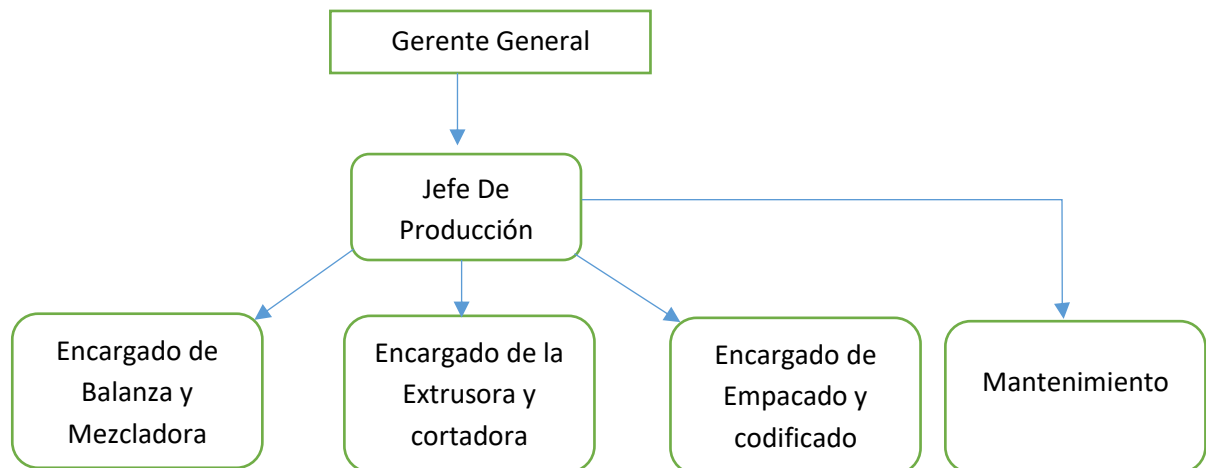 Gerente General
Jefe De
Producción
Encargado de
Balanza y
Mezcladora
Encargado de la
Extrusora y
cortadora
Encargado de
Empacado y
codificado
Mantenimiento